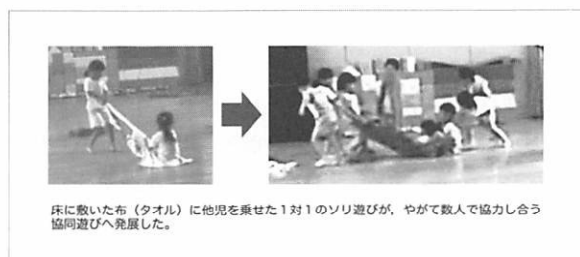 床に敷いた布（タオル）に他児を乗せた１対１のソリ遊びが，やがて数人で協力し合う
協同遊びへ発展した。